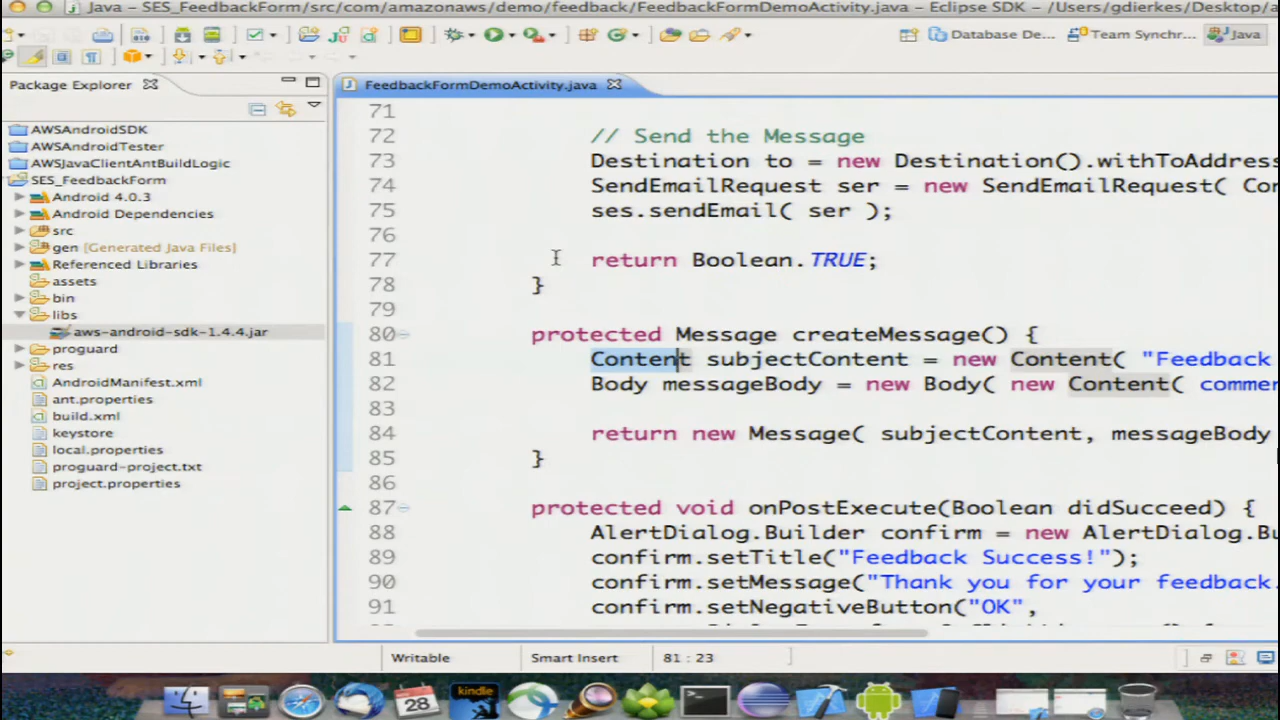 Java – SES_FeedbackForm/src/com/amazonaws/demo/feedback/FeedbackFormDemoActivity.java – Eclipse SDK – /Users/gdierkes/Desktop/a
Database De...
Team Synchr...
Java
Package Explorer
AWSAndroidSDK
AWSAndroidTester
AWSJavaClientAntBuildLogic
SES_FeedbackForm
Android 4.0.3
Android Dependencies
src
gen [Generated Java Files]
Referenced Libraries
assets
bin
libs
aws-android-sdk-1.4.4.jar
proguard
res
AndroidManifest.xml
ant.properties
build.xml
keystore
local.properties
proguard-project.txt
project.properties
FeedbackFormDemoActivity.java
71
72 // Send the Message
73 Destination to = new Destination().withToAddress
74 SendEmailRequest ser = new SendEmailRequest( Cor
75 ses.sendEmail( ser );
76
77 return Boolean.TRUE;
78 }
79
80 protected Message createMessage() {
81 Content subjectContent = new Content( "Feedback
82 Body messageBody = new Body( new Content( commen
83
84 return new Message( subjectContent, messageBody
85 }
86
87 protected void onPostExecute(Boolean didSucceed) {
88 AlertDialog.Builder confirm = new AlertDialog.Bu
89 confirm.setTitle("Feedback Success!");
90 confirm.setMessage("Thank you for your feedback.
91 confirm.setNegativeButton("OK",
Writable
Smart Insert
81 : 23
28
kindle